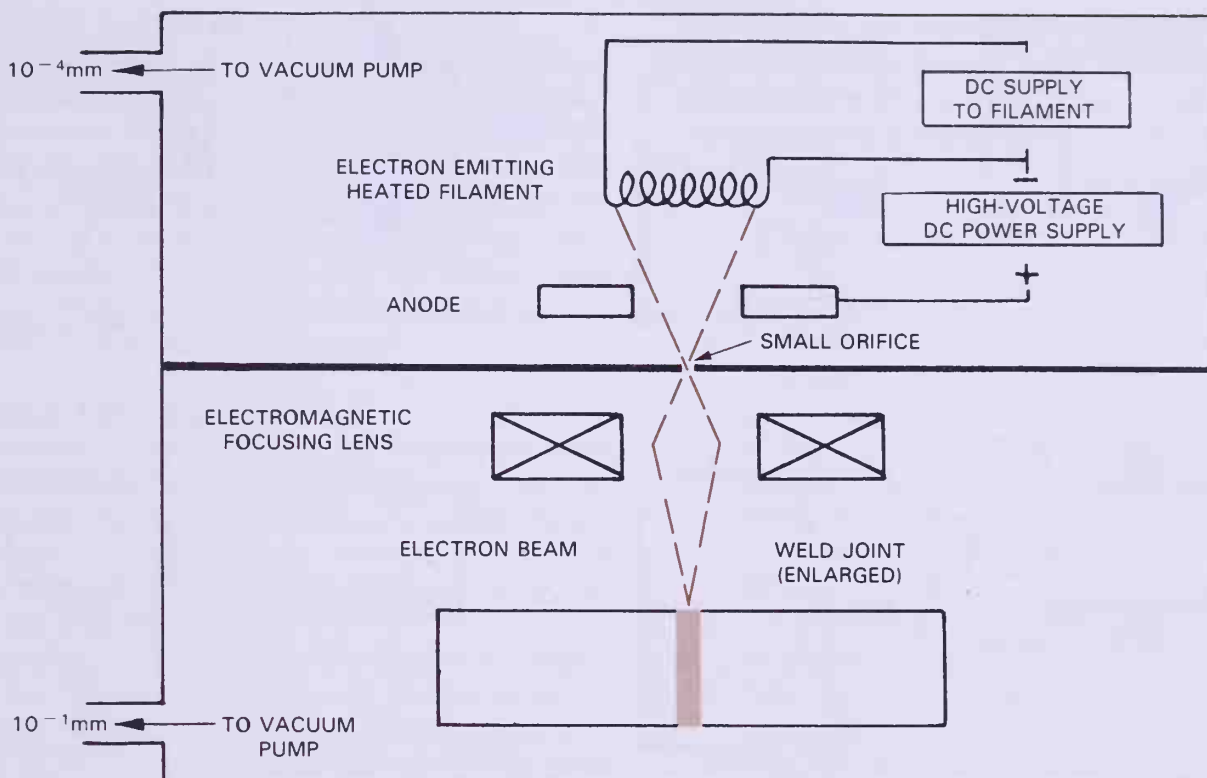 10⁻⁴mm
TO VACUUM PUMP
DC SUPPLY
TO FILAMENT
ELECTRON EMITTING
HEATED FILAMENT
−
HIGH-VOLTAGE
DC POWER SUPPLY
+
ANODE
SMALL ORIFICE
ELECTROMAGNETIC
FOCUSING LENS
ELECTRON BEAM
WELD JOINT
(ENLARGED)
10⁻¹mm
TO VACUUM
PUMP